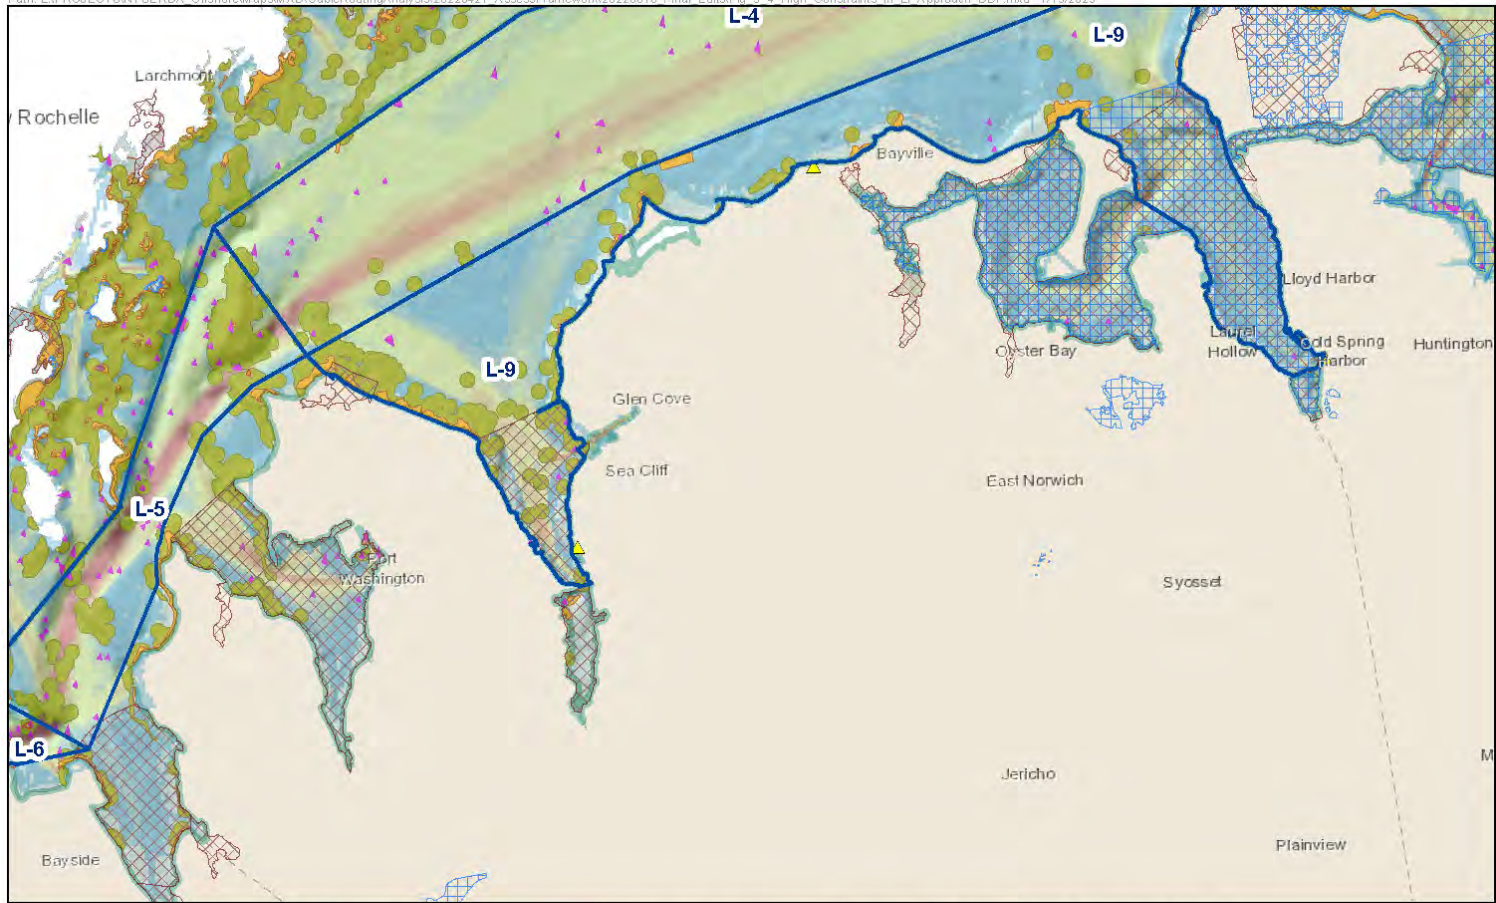 L-4
L-9
Larchmont
Rochelle
Bayville
Lloyd Harbor
Laurel
Hollow
Cold Spring
Harbor
Huntington
Oyster Bay
L-9
Glen Cove
Sea Cliff
East Norwich
L-5
Port
Washington
Syosset
L-6
Jericho
M
Plainview
Bayside